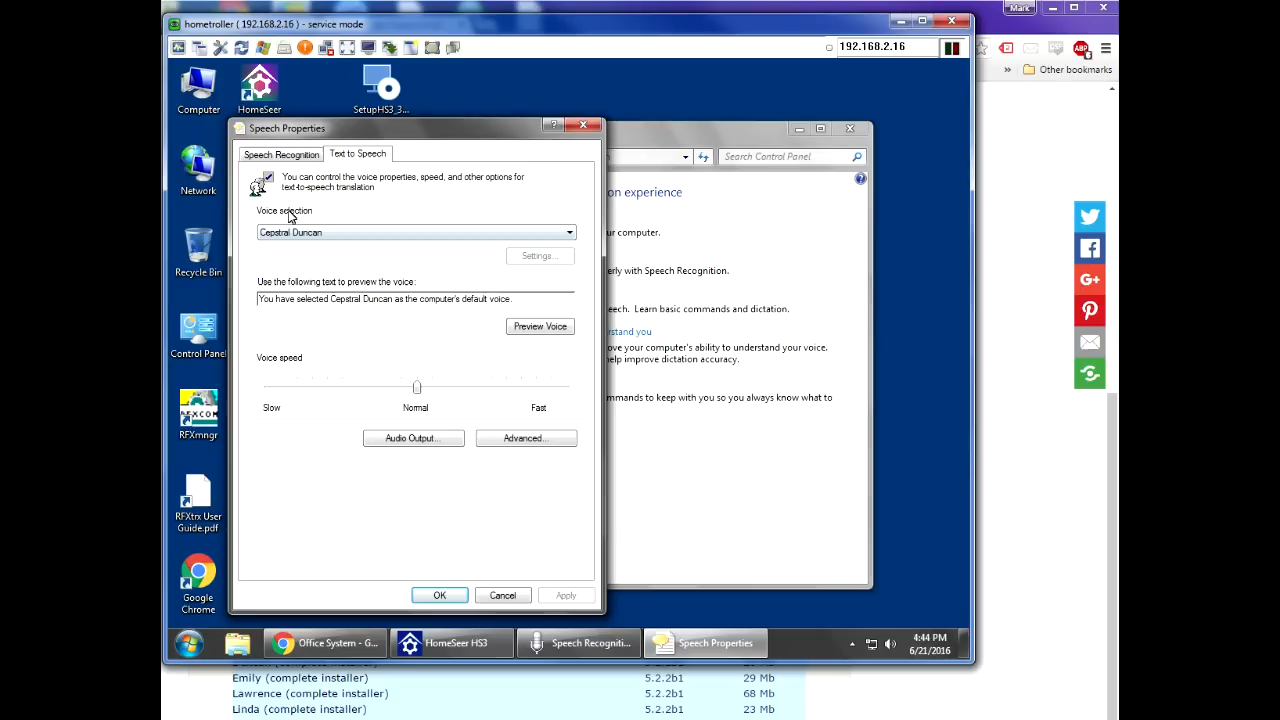 Mark
hometroller ( 192.168.2.16 ) - service mode
192.168.2.16
ABP
Other bookmarks
Computer
HomeSeer
SetupHS3_3...
Speech Properties
Speech Recognition
Text to Speech
Search Control Panel
You can control the voice properties, speed, and other options for
text-to-speech translation
on experience
Network
Voice selection
Cepstral Duncan
ur computer.
Settings...
Recycle Bin
erly with Speech Recognition.
Use the following text to preview the voice:
You have selected Cepstral Duncan as the computer's default voice.
eech. Learn basic commands and dictation.
Preview Voice
rstand you
Control Panel
ove your computer's ability to understand your voice.
help improve dictation accuracy.
Voice speed
mmands to keep with you so you always know what to
Slow
Normal
Fast
RFXCOM
RFXmngr
Audio Output...
Advanced...
RFXtrx User
Guide.pdf
Google
Chrome
OK
Cancel
Apply
Office System - G...
HomeSeer HS3
Speech Recogniti...
Speech Properties
4:44 PM
6/21/2016
Emily (complete installer) 5.2.2b1 29 Mb
Lawrence (complete installer) 5.2.2b1 68 Mb
Linda (complete installer) 5.2.2b1 23 Mb